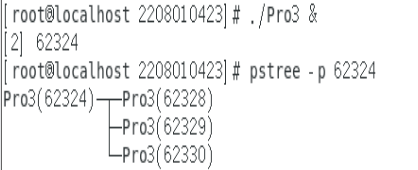 [root@localhost 2208010423]# ./Pro3 &
[2] 62324
[root@localhost 2208010423]# pstree -p 62324
Pro3(62324)─┬─Pro3(62328)
            ├─Pro3(62329)
            └─Pro3(62330)